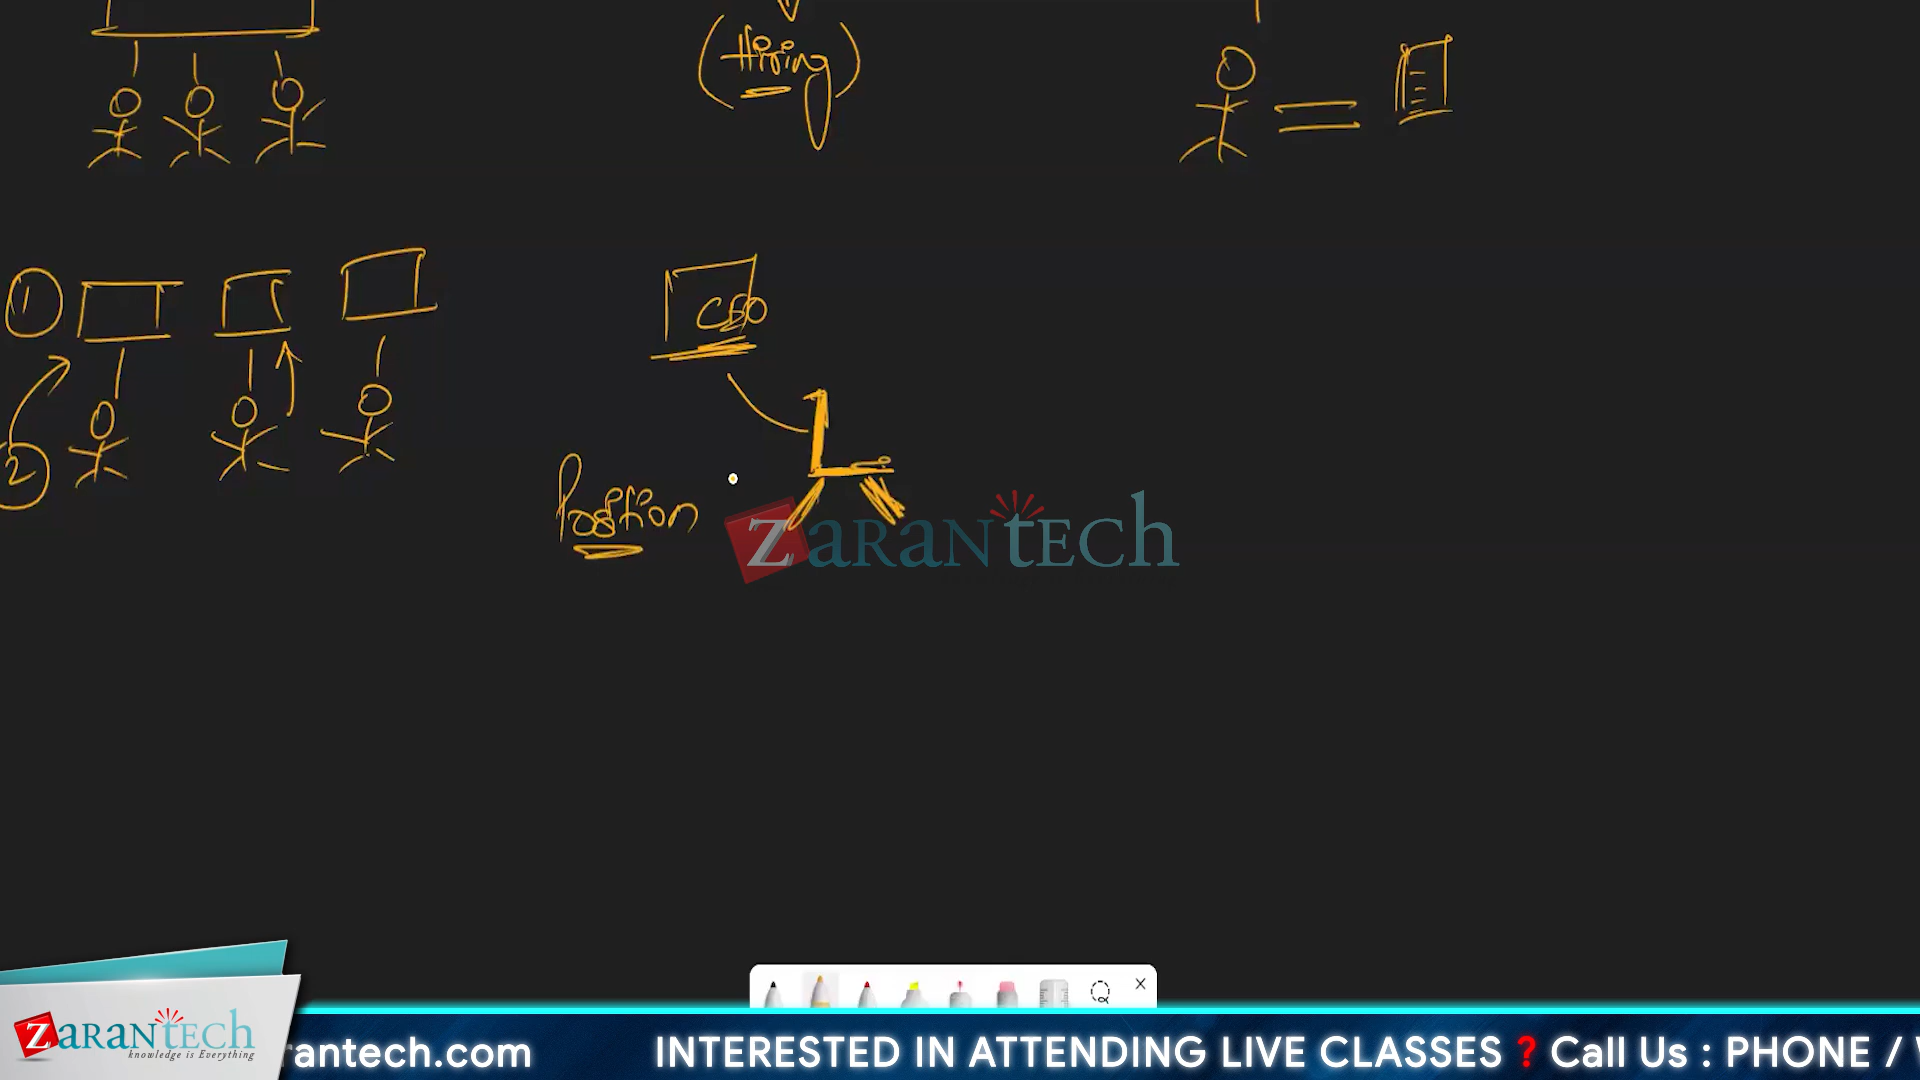 (Hiring)
1
CEO
2
Position
ZARANTECH
ZARANTECH
knowledge is Everything
rantech.com INTERESTED IN ATTENDING LIVE CLASSES ? Call Us : PHONE /